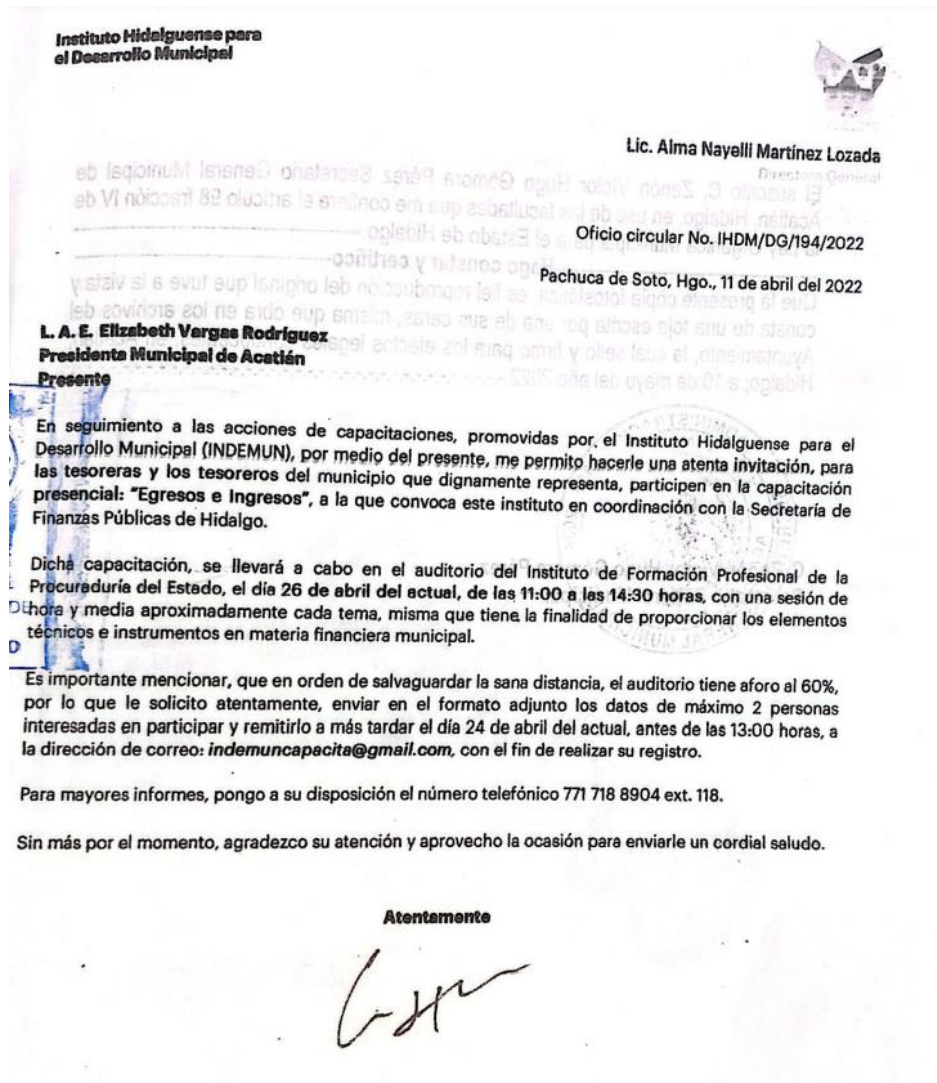 Instituto Hidalguense para
el Desarrollo Municipal
Lic. Alma Nayelli Martínez Lozada
Directora General
Oficio circular No. IHDM/DG/194/2022
Pachuca de Soto, Hgo., 11 de abril del 2022
L. A. E. Elizabeth Vargas Rodríguez
Presidenta Municipal de Acatlán
Presente
En seguimiento a las acciones de capacitaciones, promovidas por el Instituto Hidalguense para el
Desarrollo Municipal (INDEMUN), por medio del presente, me permito hacerle una atenta invitación, para
las tesoreras y los tesoreros del municipio que dignamente representa, participen en la capacitación
presencial: "Egresos e Ingresos", a la que convoca este instituto en coordinación con la Secretaría de
Finanzas Públicas de Hidalgo.
Dicha capacitación, se llevará a cabo en el auditorio del Instituto de Formación Profesional de la
Procuraduría del Estado, el día 26 de abril del actual, de las 11:00 a las 14:30 horas, con una sesión de
hora y media aproximadamente cada tema, misma que tiene la finalidad de proporcionar los elementos
técnicos e instrumentos en materia financiera municipal.
Es importante mencionar, que en orden de salvaguardar la sana distancia, el auditorio tiene aforo al 60%,
por lo que le solicito atentamente, enviar en el formato adjunto los datos de máximo 2 personas
interesadas en participar y remitirlo a más tardar el día 24 de abril del actual, antes de las 13:00 horas, a
la dirección de correo: indemuncapacita@gmail.com, con el fin de realizar su registro.
Para mayores informes, pongo a su disposición el número telefónico 771 718 8904 ext. 118.
Sin más por el momento, agradezco su atención y aprovecho la ocasión para enviarle un cordial saludo.
Atentamente